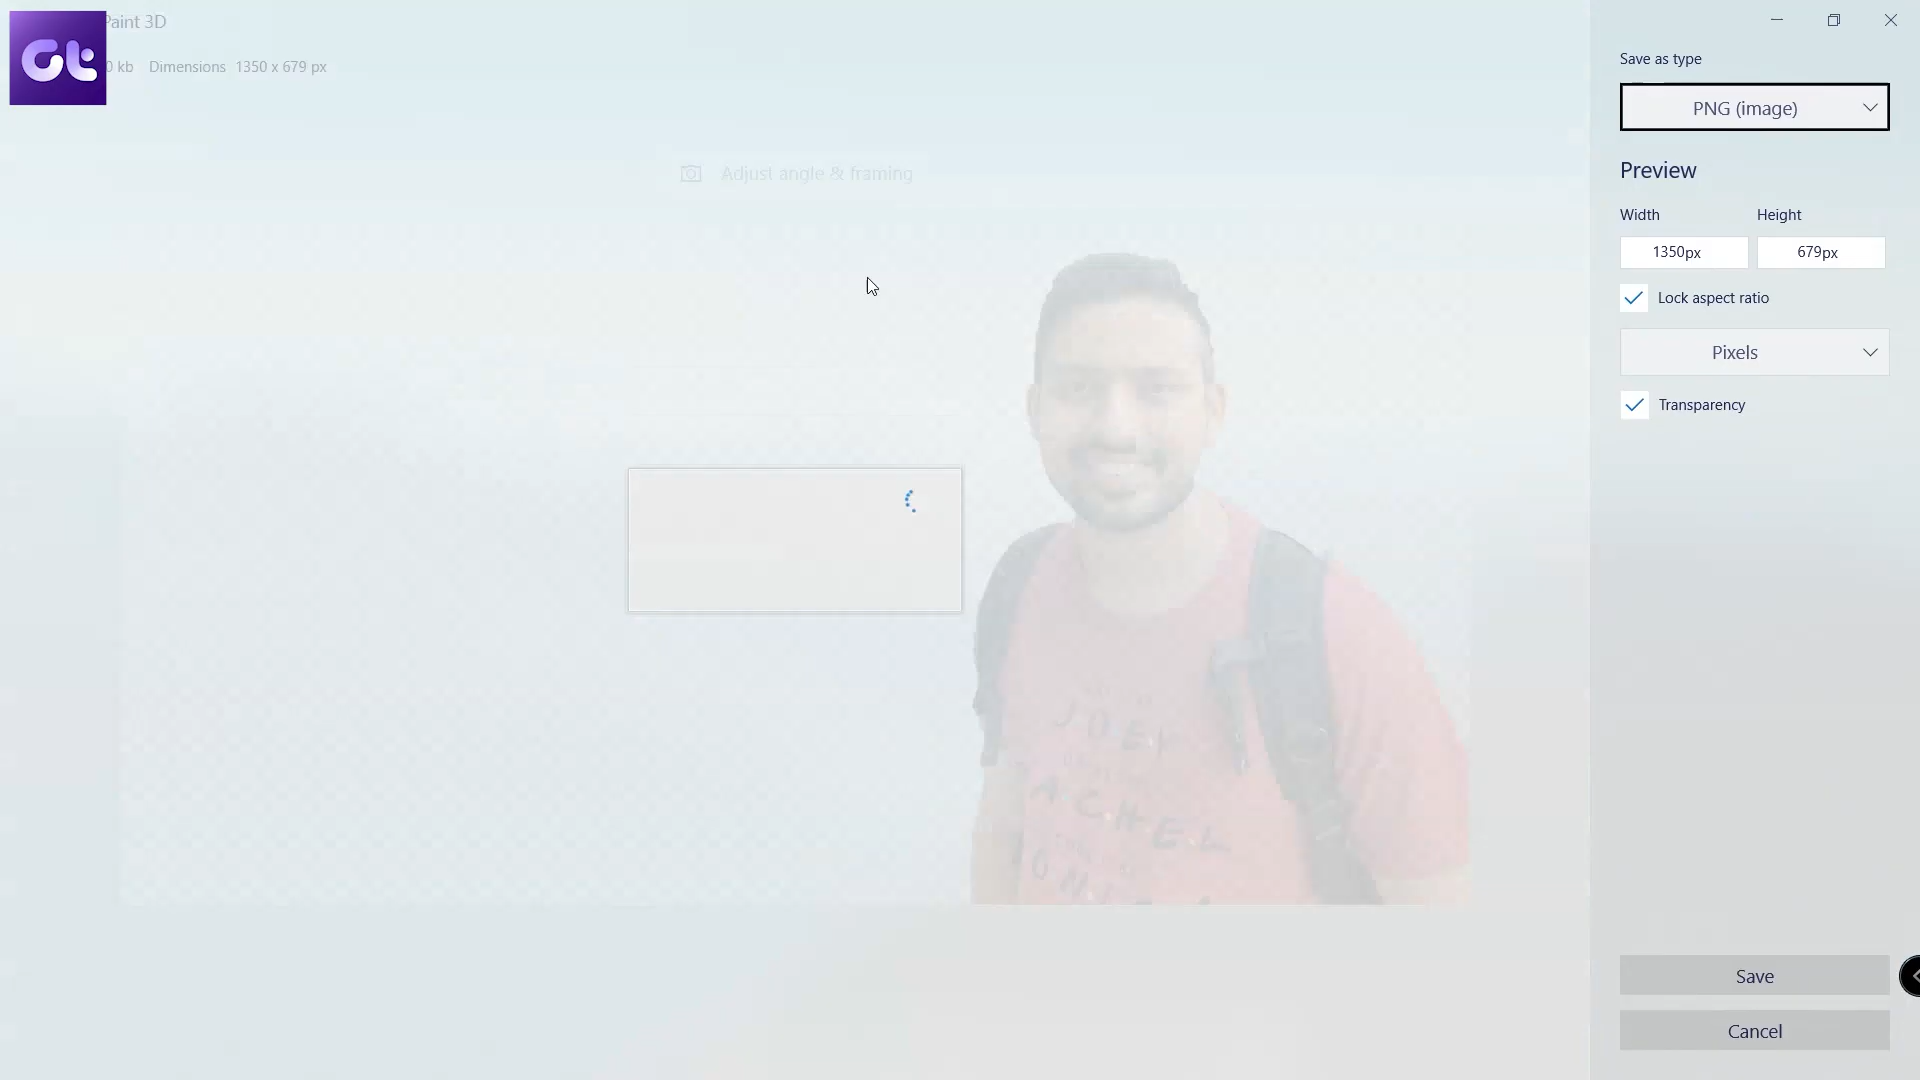 Paint 3D
0 kb Dimensions 1350 x 679 px
Adjust angle & framing
Save as type
PNG (image)
Preview
Width Height
1350px 679px
Lock aspect ratio
Pixels
Transparency
J O E
A C H E L
O N
Save
Cancel